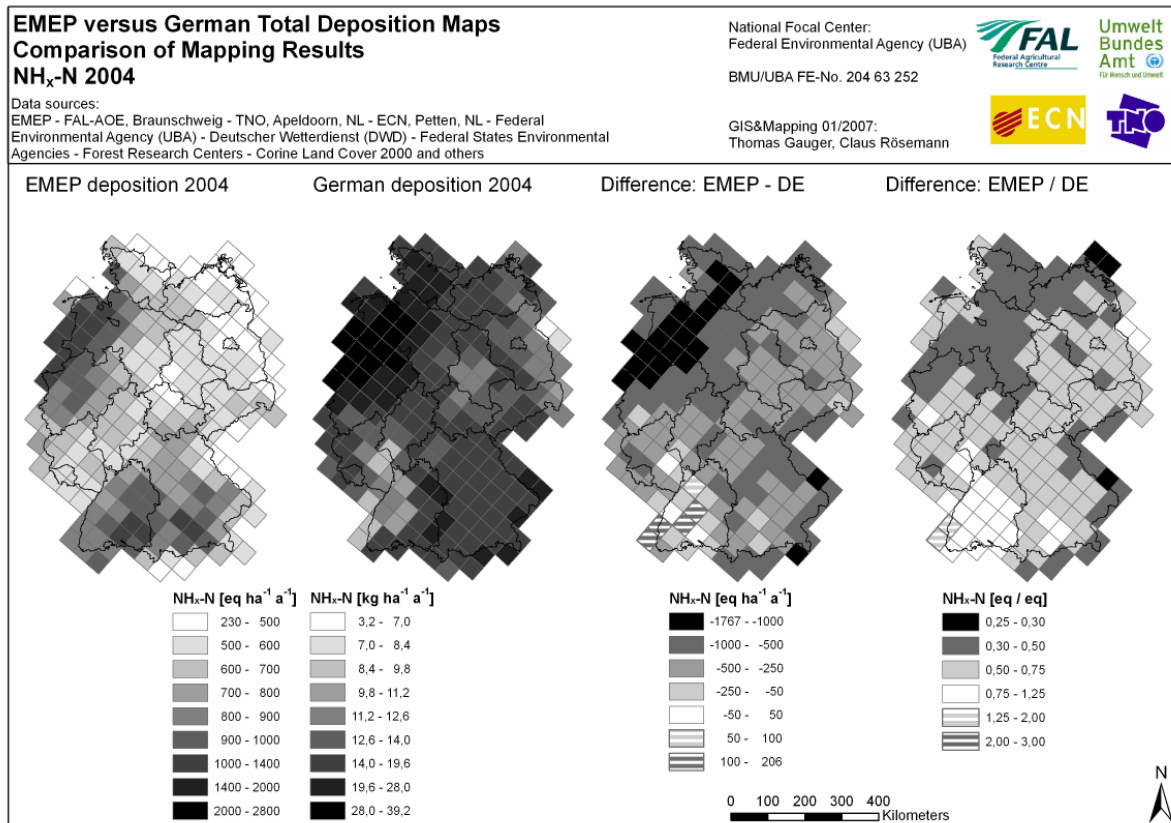 EMEP versus German Total Deposition Maps
Comparison of Mapping Results
NHₓ-N 2004
Data sources:
EMEP - FAL-AOE, Braunschweig - TNO, Apeldoorn, NL - ECN, Petten, NL - Federal
Environmental Agency (UBA) - Deutscher Wetterdienst (DWD) - Federal States Environmental
Agencies - Forest Research Centers - Corine Land Cover 2000 and others
National Focal Center:
Federal Environmental Agency (UBA)
BMU/UBA FE-No. 204 63 252
GIS&Mapping 01/2007:
Thomas Gauger, Claus Rösemann
FAL
Federal Agricultural
Research Centre
Umwelt
Bundes
Amt
Für Mensch und Umwelt
ECN
TNO
EMEP deposition 2004
German deposition 2004
Difference: EMEP - DE
Difference: EMEP / DE
NHₓ-N [eq ha⁻¹ a⁻¹]
230 - 500
500 - 600
600 - 700
700 - 800
800 - 900
900 - 1000
1000 - 1400
1400 - 2000
2000 - 2800
NHₓ-N [kg ha⁻¹ a⁻¹]
3,2 - 7,0
7,0 - 8,4
8,4 - 9,8
9,8 - 11,2
11,2 - 12,6
12,6 - 14,0
14,0 - 19,6
19,6 - 28,0
28,0 - 39,2
NHₓ-N [eq ha⁻¹ a⁻¹]
-1767 - -1000
-1000 - -500
-500 - -250
-250 - -50
-50 - 50
50 - 100
100 - 206
NHₓ-N [eq / eq]
0,25 - 0,30
0,30 - 0,50
0,50 - 0,75
0,75 - 1,25
1,25 - 2,00
2,00 - 3,00
0 100 200 300 400
Kilometers
N